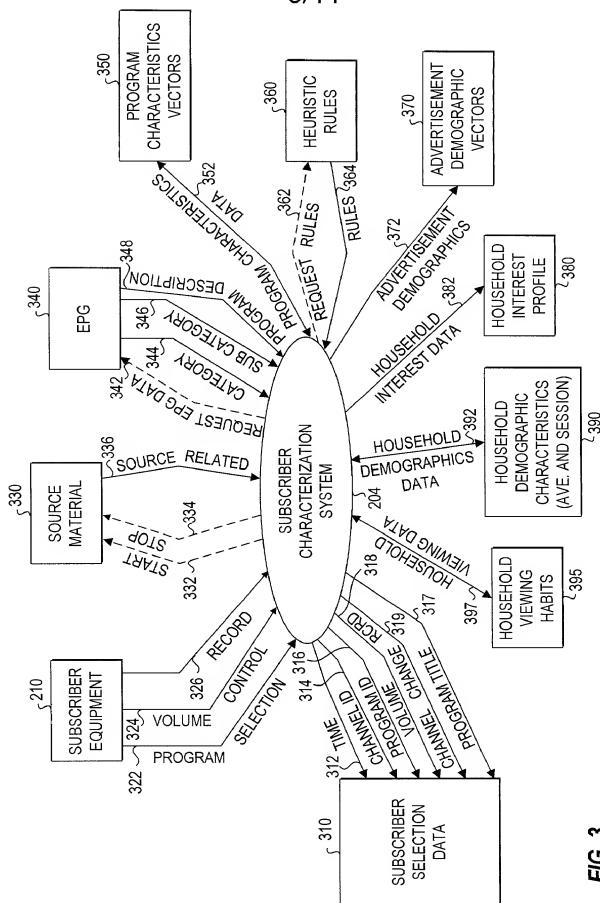 350
PROGRAM
CHARACTERISTICS
VECTORS
340
EPG
342
344
346
348
REQUEST EPG DATA
CATEGORY
SUB CATEGORY
PROGRAM
DESCRIPTION
PROGRAM CHARACTERISTICS
DATA
352
360
HEURISTIC
RULES
362
364
REQUEST RULES
RULES
370
ADVERTISEMENT
DEMOGRAPHIC
VECTORS
372
ADVERTISEMENT
DEMOGRAPHICS
330
SOURCE
MATERIAL
336
SOURCE RELATED
334
STOP
332
START
SUBSCRIBER
CHARACTERIZATION
SYSTEM
204
HOUSEHOLD
INTEREST DATA
382
HOUSEHOLD
INTEREST
PROFILE
380
HOUSEHOLD
DEMOGRAPHICS
DATA
392
HOUSEHOLD
DEMOGRAPHIC
CHARACTERISTICS
(AVE. AND SESSION)
390
210
SUBSCRIBER
EQUIPMENT
326
RECORD
324
VOLUME
CONTROL
322
PROGRAM
SELECTION
HOUSEHOLD
VIEWING DATA
397
HOUSEHOLD
VIEWING
HABITS
395
312
TIME
314
CHANNEL ID
316
PROGRAM ID
VOLUME
CHANGE
318
RCRD
319
CHANNEL
317
PROGRAM TITLE
310
SUBSCRIBER
SELECTION
DATA
FIG. 3